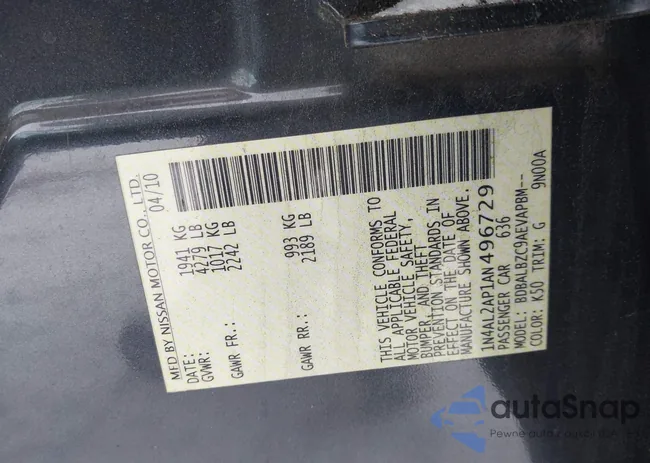 MFD BY NISSAN MOTOR CO., LTD.
DATE: 04/10
GVWR: 1941 KG
4279 LB
GAWR FR.: 1017 KG
2242 LB
GAWR RR.: 993 KG
2189 LB
THIS VEHICLE CONFORMS TO
ALL APPLICABLE FEDERAL
MOTOR VEHICLE SAFETY,
BUMPER, AND THEFT
PREVENTION STANDARDS IN
EFFECT ON THE DATE OF
MANUFACTURE SHOWN ABOVE.
1N4AL2AP1AN496729
PASSENGER CAR 636
MODEL: BDBALBZC9AEVAPBM--
COLOR: K50 TRIM: G 9N00A
autaSnap
Pewne auto z